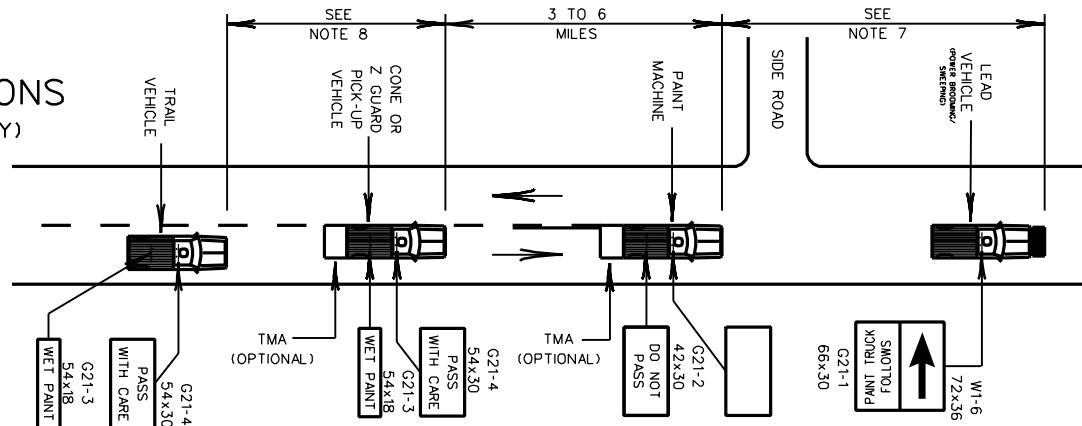 SEE
NOTE 8
3 TO 6
MILES
SEE
NOTE 7
ONS
Y)
TRAIL
VEHICLE
CONE OR
Z GUARD
PICK-UP
VEHICLE
PAINT
MACHINE
SIDE ROAD
LEAD
VEHICLE
(POWER BROOMING/
SWEEPING)
WET PAINT
54x18
G21-3
PASS
WITH CARE
54x30
G21-4
TMA
(OPTIONAL)
WET PAINT
54x18
G21-3
PASS
WITH CARE
54x30
G21-4
TMA
(OPTIONAL)
DO NOT
PASS
42x30
G21-2
PAINT TRUCK
FOLLOWS
G21-1
66x30
W1-6
72x36